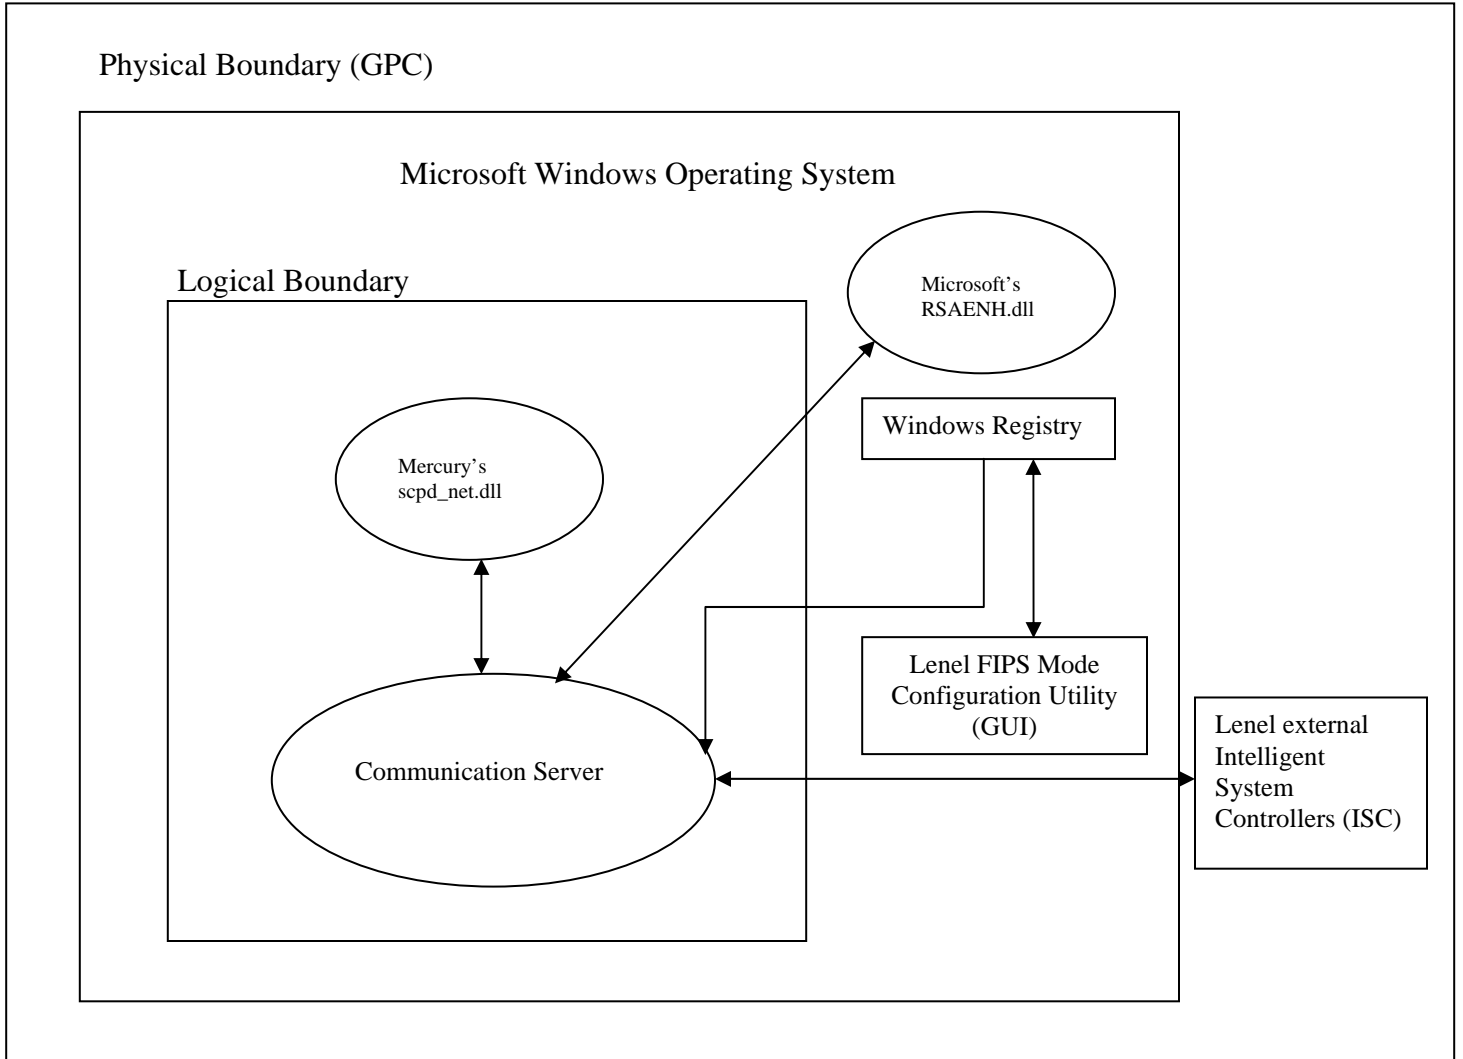 Physical Boundary (GPC)
Microsoft Windows Operating System
Logical Boundary
Microsoft's
RSAENH.dll
Windows Registry
Mercury's
scpd_net.dll
Lenel FIPS Mode
Configuration Utility
(GUI)
Lenel external
Intelligent
System
Controllers (ISC)
Communication Server